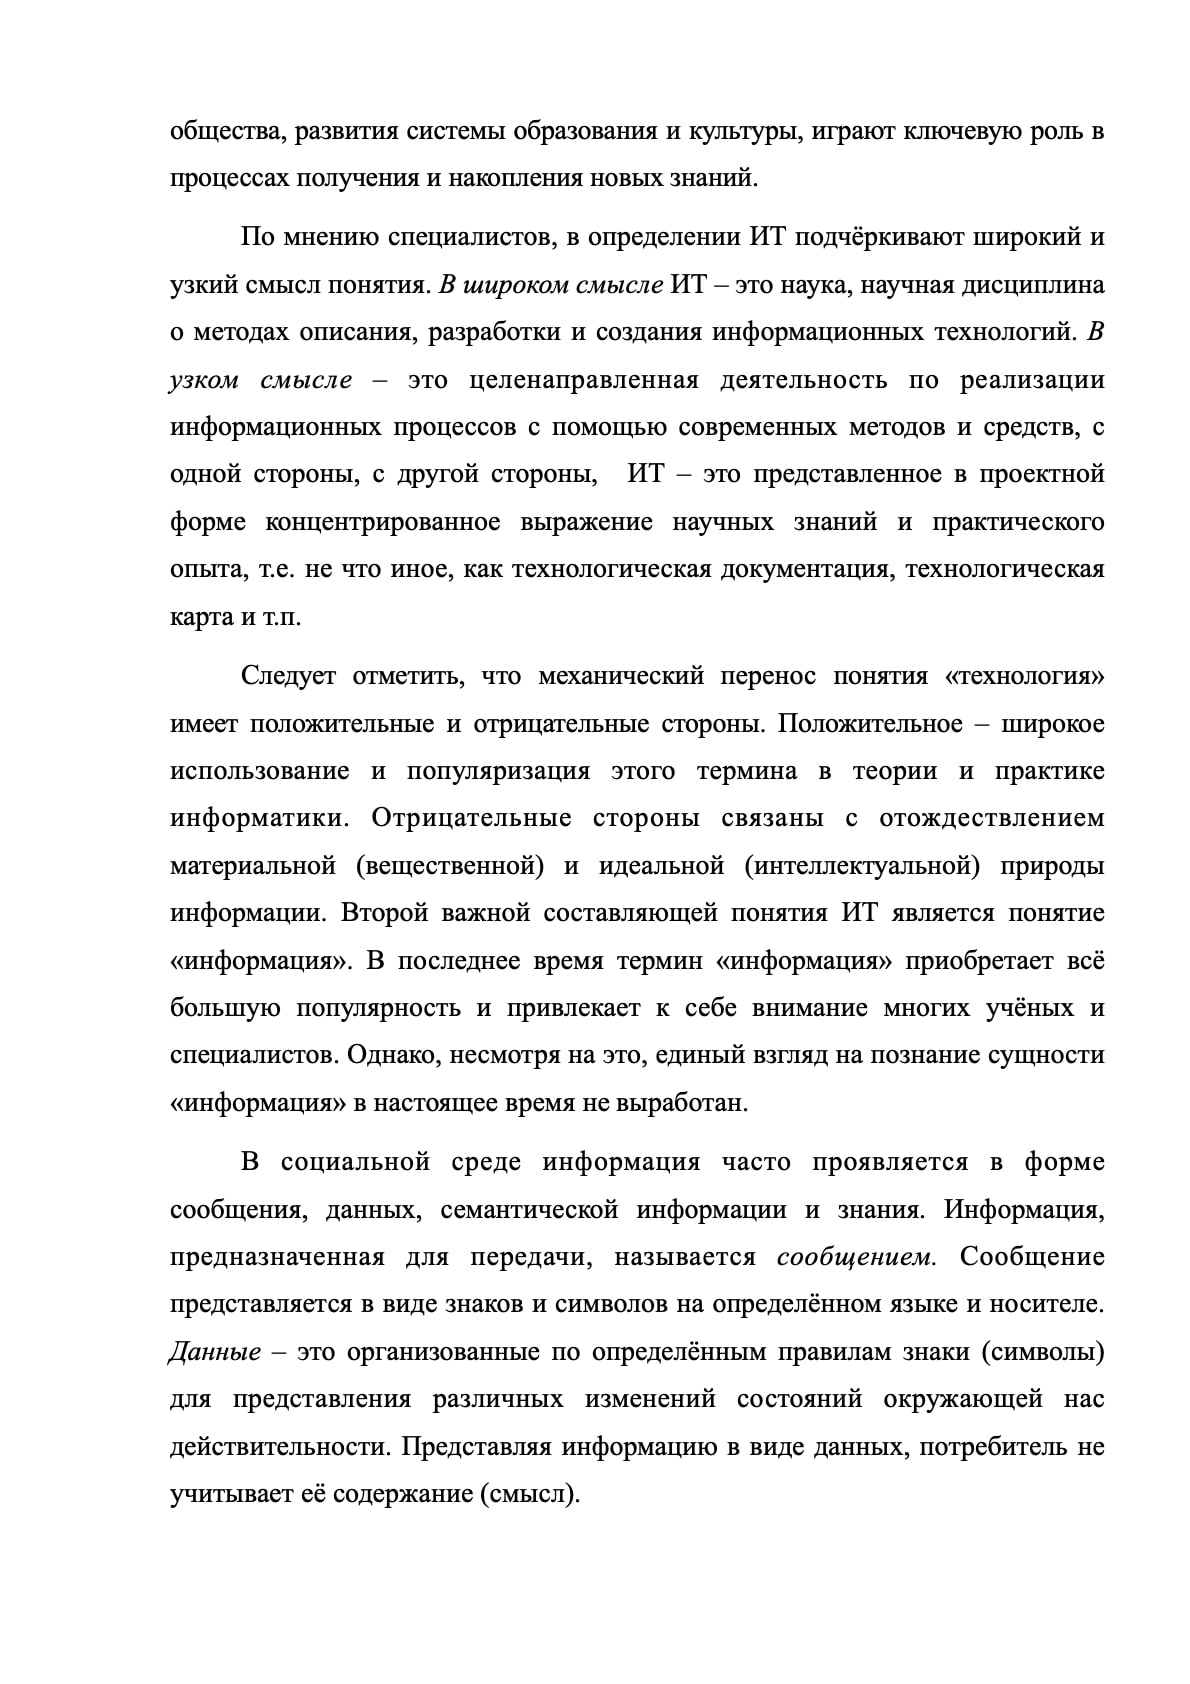 общества, развития системы образования и культуры, играют ключевую роль в
процессах получения и накопления новых знаний.
По мнению специалистов, в определении ИТ подчёркивают широкий и
узкий смысл понятия. В широком смысле ИТ – это наука, научная дисциплина
о методах описания, разработки и создания информационных технологий. В
узком смысле – это целенаправленная деятельность по реализации
информационных процессов с помощью современных методов и средств, с
одной стороны, с другой стороны, ИТ – это представленное в проектной
форме концентрированное выражение научных знаний и практического
опыта, т.е. не что иное, как технологическая документация, технологическая
карта и т.п.
Следует отметить, что механический перенос понятия «технология»
имеет положительные и отрицательные стороны. Положительное – широкое
использование и популяризация этого термина в теории и практике
информатики. Отрицательные стороны связаны с отождествлением
материальной (вещественной) и идеальной (интеллектуальной) природы
информации. Второй важной составляющей понятия ИТ является понятие
«информация». В последнее время термин «информация» приобретает всё
большую популярность и привлекает к себе внимание многих учёных и
специалистов. Однако, несмотря на это, единый взгляд на познание сущности
«информация» в настоящее время не выработан.
В социальной среде информация часто проявляется в форме
сообщения, данных, семантической информации и знания. Информация,
предназначенная для передачи, называется сообщением. Сообщение
представляется в виде знаков и символов на определённом языке и носителе.
Данные – это организованные по определённым правилам знаки (символы)
для представления различных изменений состояний окружающей нас
действительности. Представляя информацию в виде данных, потребитель не
учитывает её содержание (смысл).